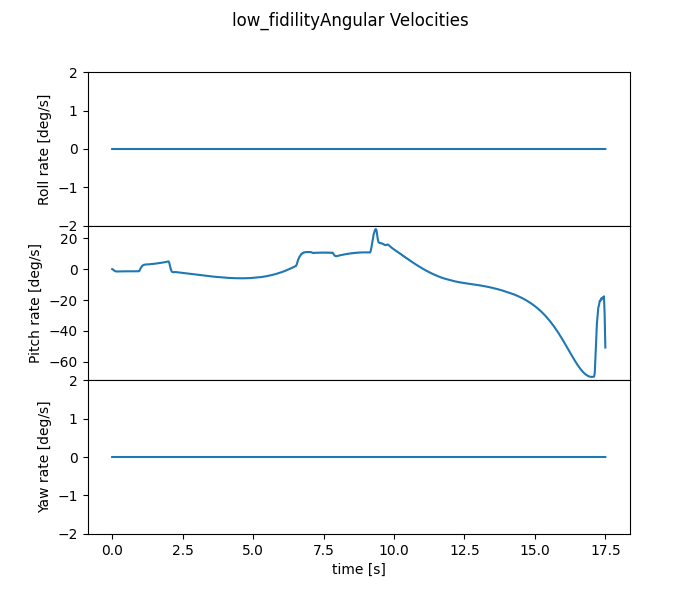 low_fidilityAngular Velocities
2
1
0
−1
−2
Roll rate [deg/s]
20
0
−20
−40
−60
Pitch rate [deg/s]
2
1
0
−1
−2
Yaw rate [deg/s]
0.0 2.5 5.0 7.5 10.0 12.5 15.0 17.5
time [s]